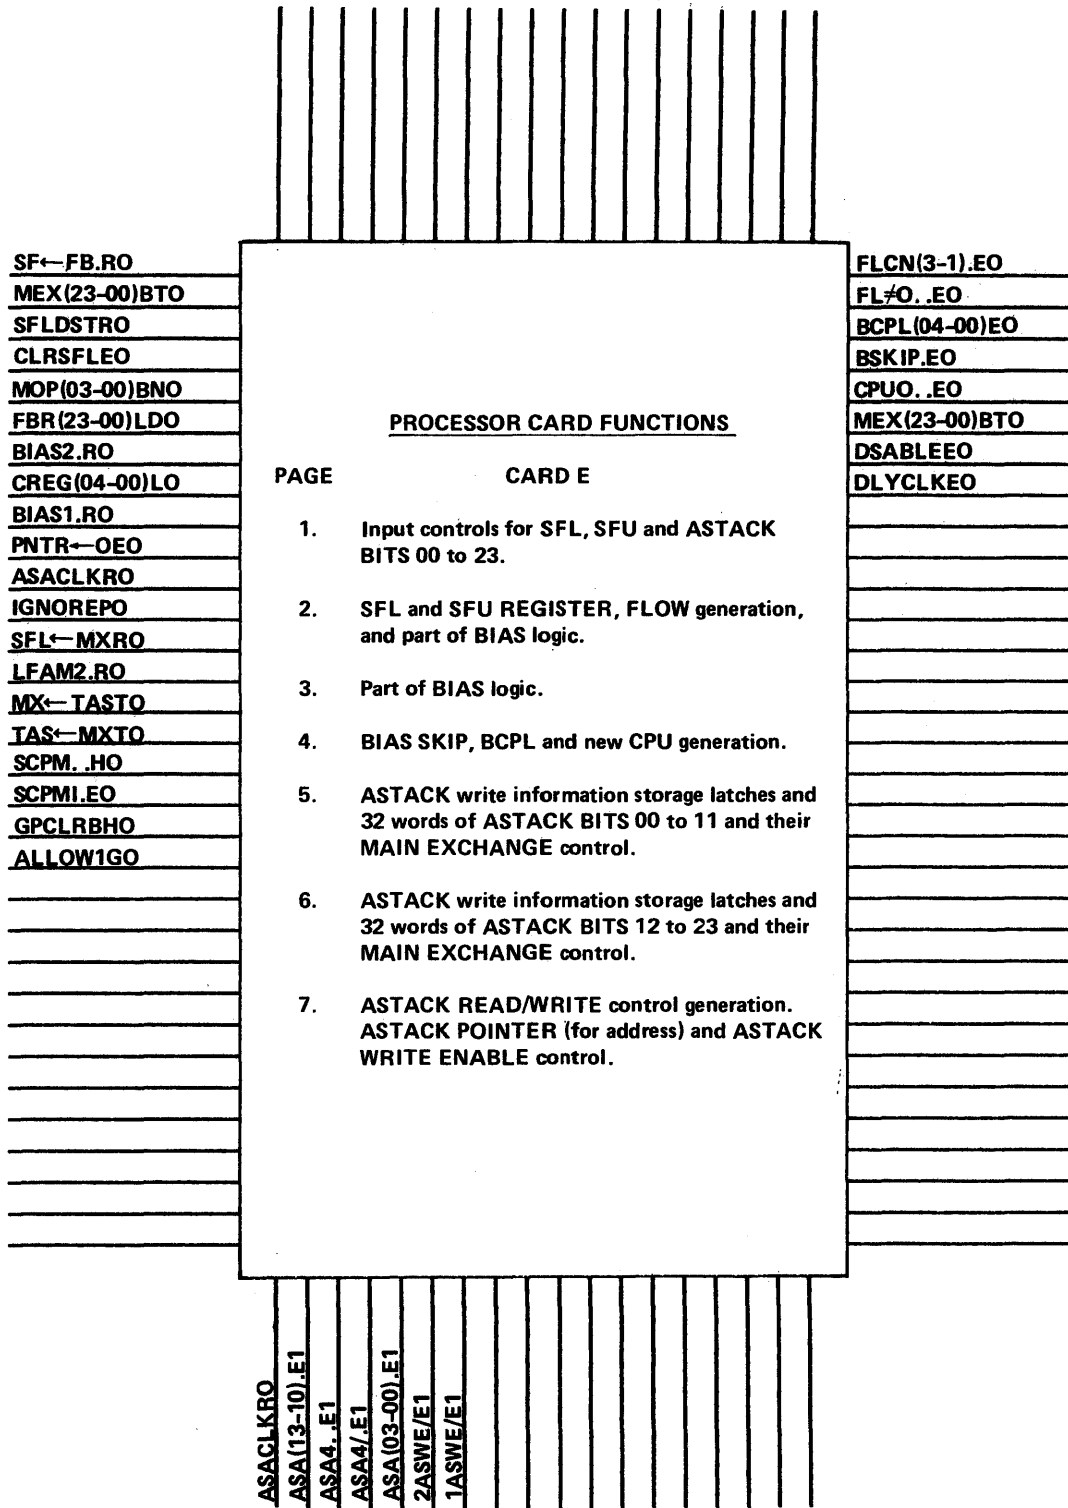 SF←FB.RO
MEX(23-00)BTO
SFLDSTRO
CLRSFLEO
MOP(03-00)BNO
FBR(23-00)LDO
BIAS2.RO
CREG(04-00)LO
BIAS1.RO
PNTR←OEO
ASACLKRO
IGNOREPO
SFL←MXRO
LFAM2.RO
MX←TASTO
TAS←MXTO
SCPM..HO
SCPMI.EO
GPCLRBHO
ALLOW1GO
PROCESSOR CARD FUNCTIONS
PAGE CARD E
1. Input controls for SFL, SFU and ASTACK
BITS 00 to 23.
2. SFL and SFU REGISTER, FLOW generation,
and part of BIAS logic.
3. Part of BIAS logic.
4. BIAS SKIP, BCPL and new CPU generation.
5. ASTACK write information storage latches and
32 words of ASTACK BITS 00 to 11 and their
MAIN EXCHANGE control.
6. ASTACK write information storage latches and
32 words of ASTACK BITS 12 to 23 and their
MAIN EXCHANGE control.
7. ASTACK READ/WRITE control generation.
ASTACK POINTER (for address) and ASTACK
WRITE ENABLE control.
FLCN(3-1).EO
FL≠O..EO
BCPL(04-00)EO
BSKIP.EO
CPUO..EO
MEX(23-00)BTO
DSABLEEO
DLYCLKEO
ASACLKRO
ASA(13-10).E1
ASA4..E1
ASA4/.E1
ASA(03-00).E1
2ASWE/E1
1ASWE/E1